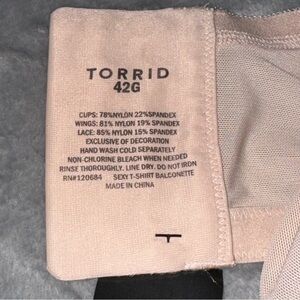 TORRID
42G
CUPS: 78%NYLON 22%SPANDEX
WINGS: 81% NYLON 19% SPANDEX
LACE: 85% NYLON 15% SPANDEX
EXCLUSIVE OF DECORATION
HAND WASH COLD SEPARATELY
NON-CHLORINE BLEACH WHEN NEEDED
RINSE THOROUGHLY. LINE DRY. DO NOT IRON
RN#120684 SEXY T-SHIRT BALCONETTE
MADE IN CHINA